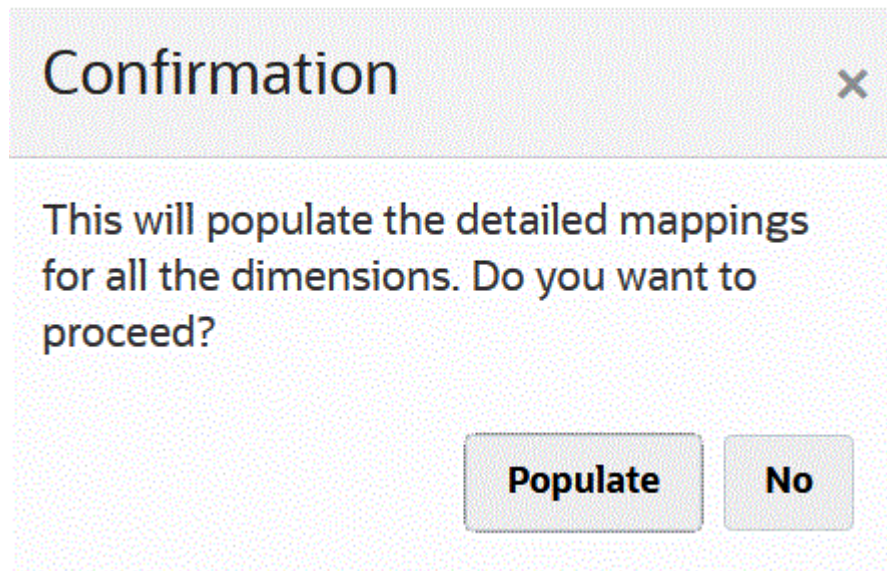 Confirmation
This will populate the detailed mappings
for all the dimensions. Do you want to
proceed?
Populate
No